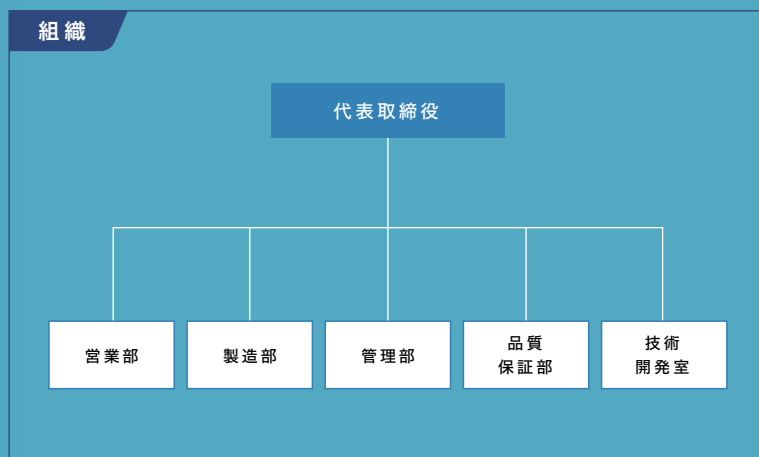 組織
代表取締役
営業部
製造部
管理部
品質
保証部
技術
開発室